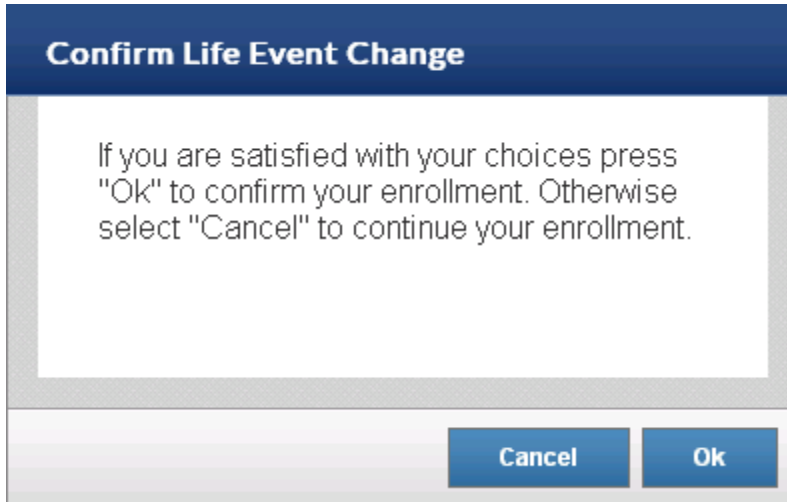 Confirm Life Event Change
If you are satisfied with your choices press
"Ok" to confirm your enrollment. Otherwise
select "Cancel" to continue your enrollment.
Cancel Ok